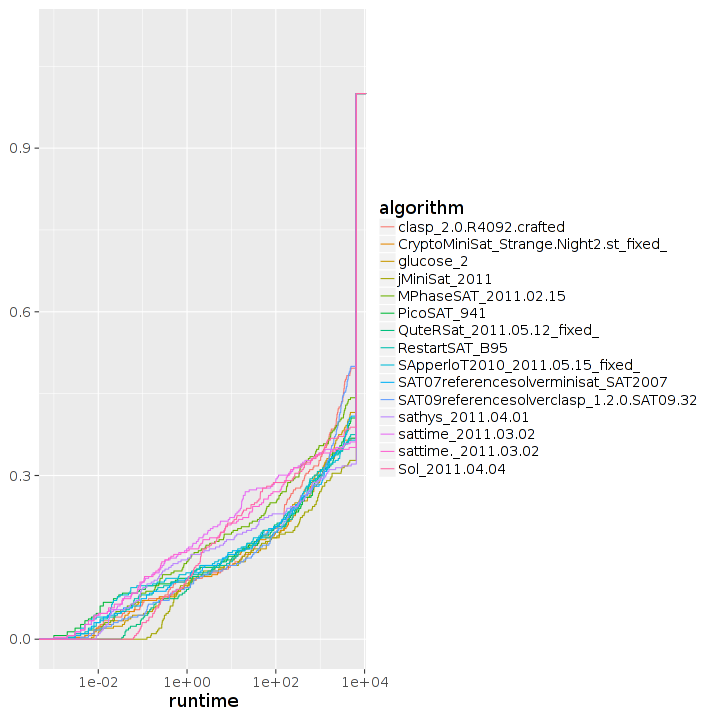 0.9
0.6
0.3
0.0
1e-02 1e+00 1e+02 1e+04
runtime
algorithm
clasp_2.0.R4092.crafted
CryptoMiniSat_Strange.Night2.st_fixed_
glucose_2
jMiniSat_2011
MPhaseSAT_2011.02.15
PicoSAT_941
QuteRSat_2011.05.12_fixed_
RestartSAT_B95
SApperloT2010_2011.05.15_fixed_
SAT07referencesolverminisat_SAT2007
SAT09referencesolverclasp_1.2.0.SAT09.32
sathys_2011.04.01
sattime_2011.03.02
sattime._2011.03.02
Sol_2011.04.04